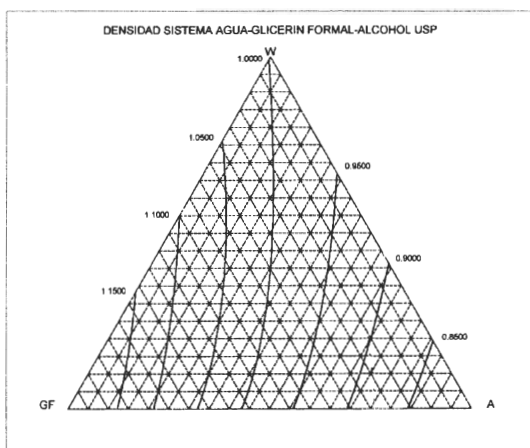 DENSIDAD SISTEMA AGUA-GLICERIN FORMAL-ALCOHOL USP
W
1.0000
1.0500
0.9500
1.1000
0.9000
1.1500
0.8500
GF
A